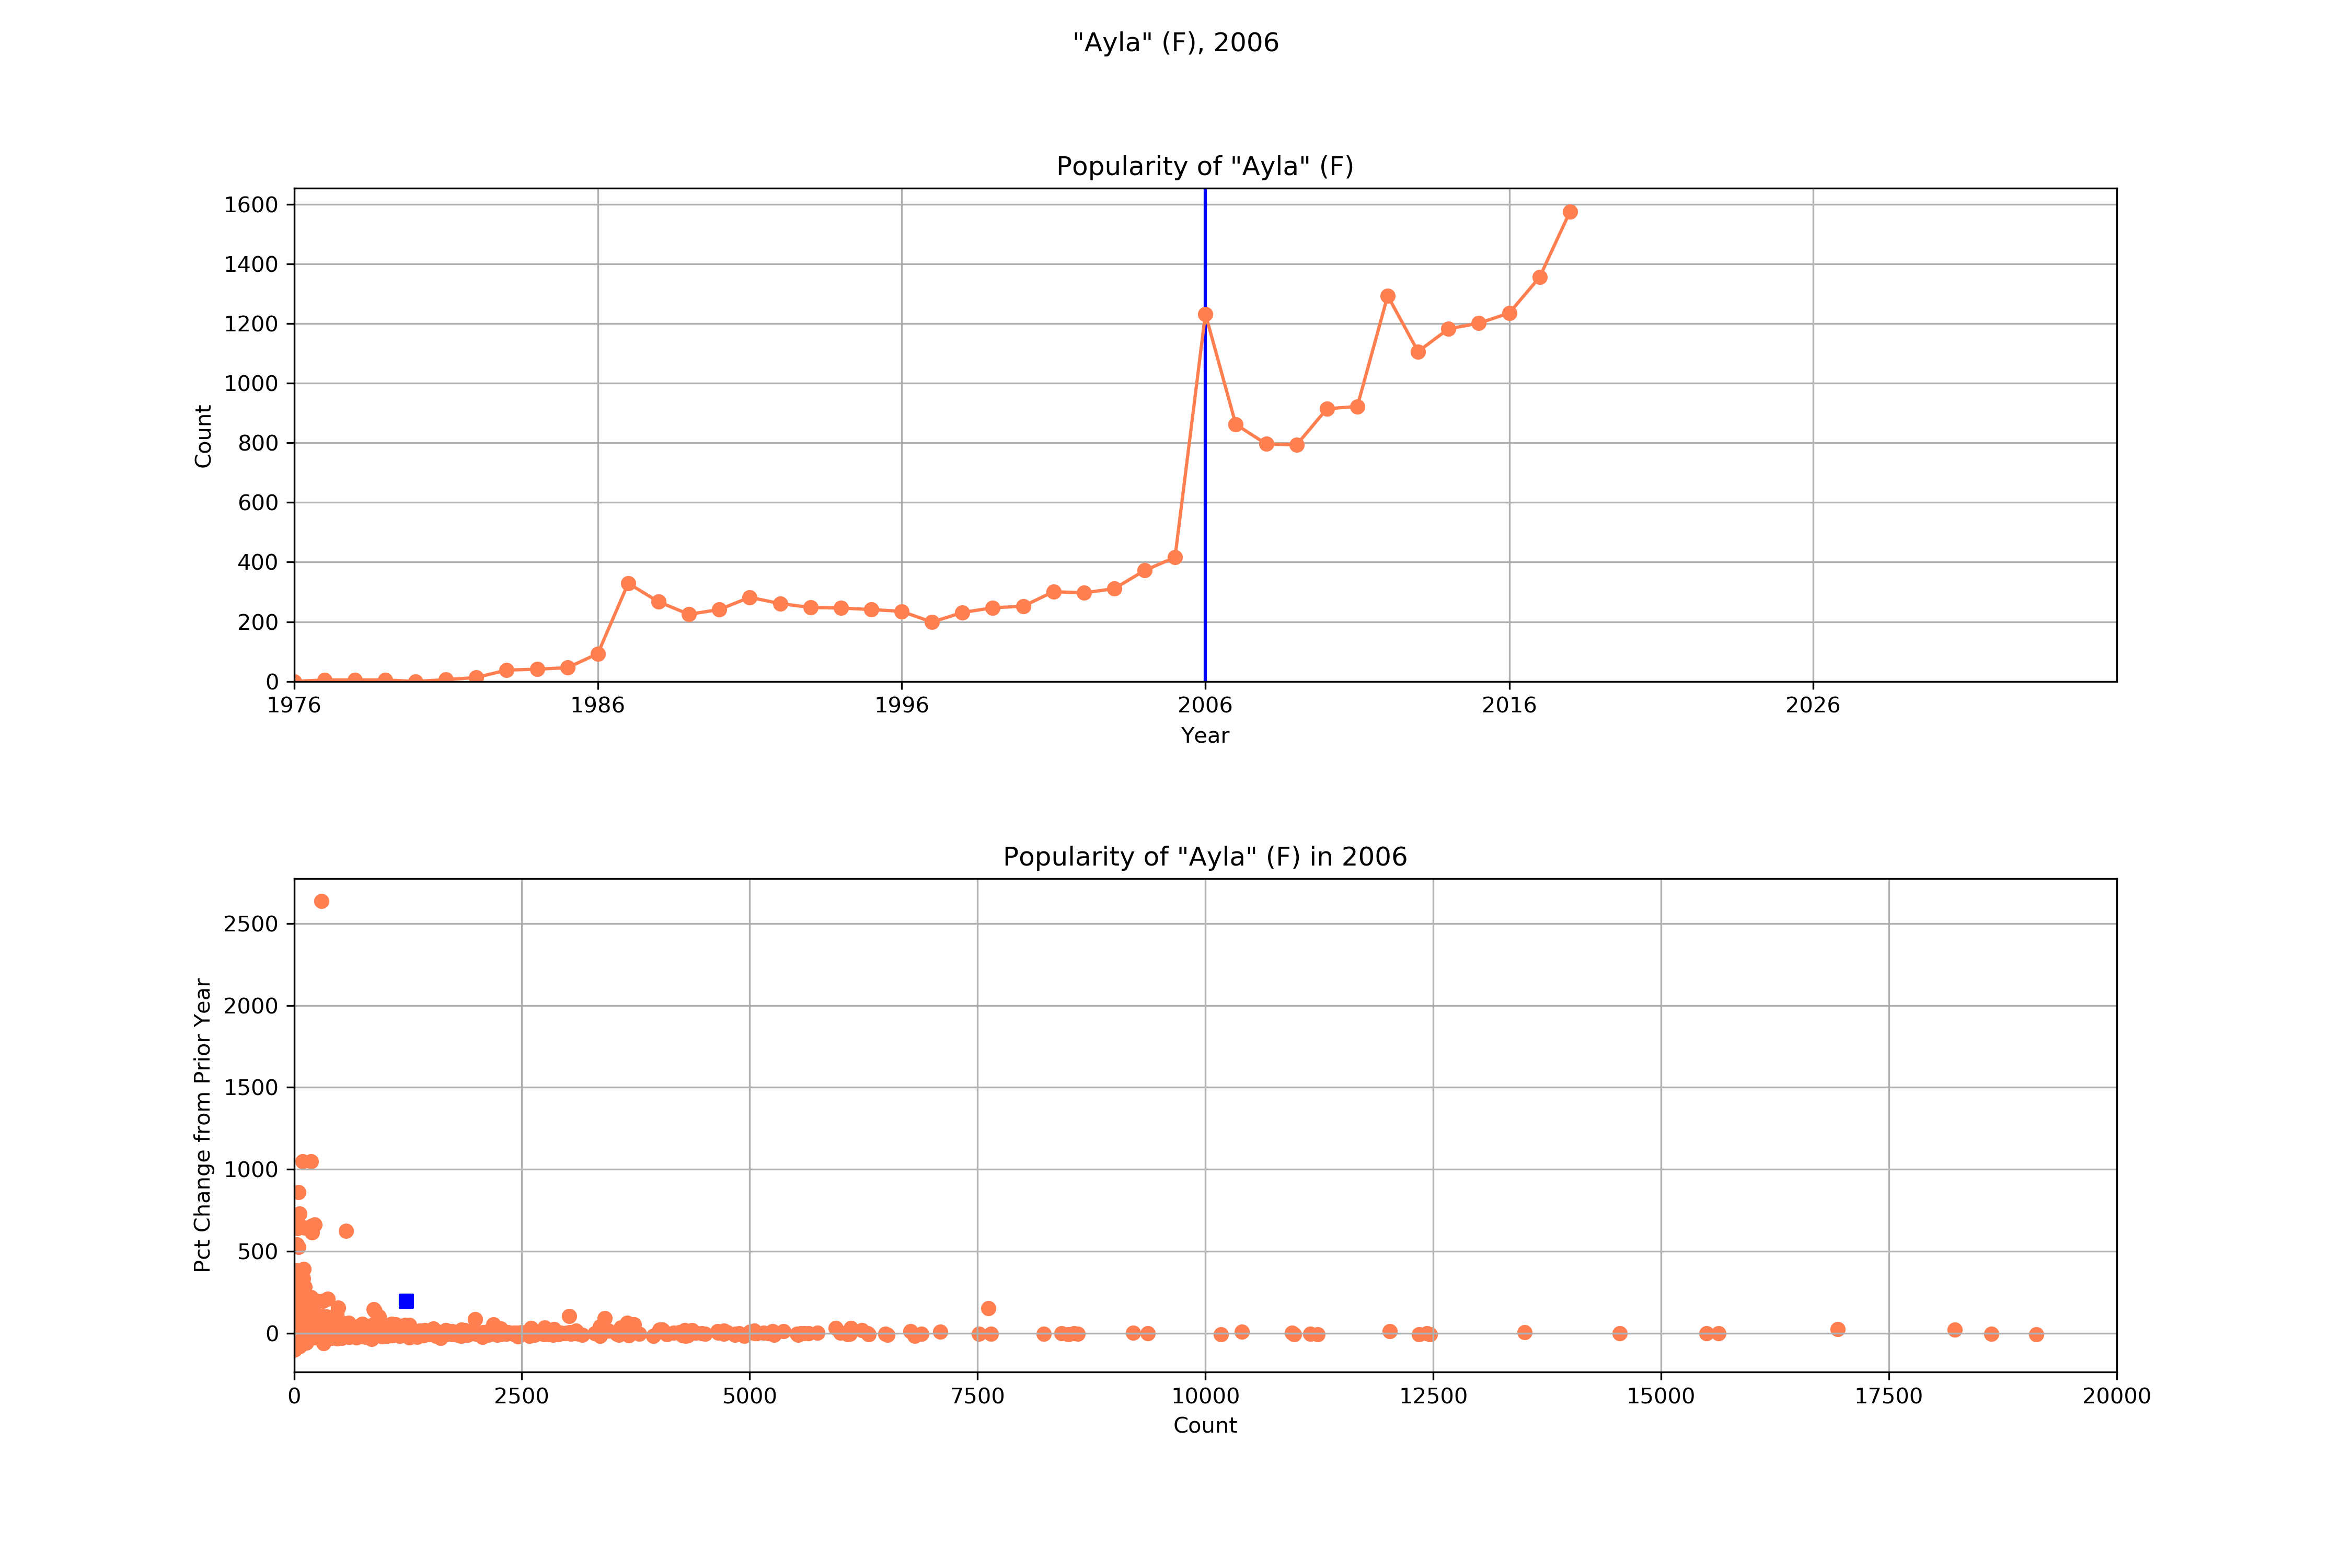 "Ayla" (F), 2006
Popularity of "Ayla" (F)
1600
1400
1200
1000
800
600
400
200
0
Count
1976 1986 1996 2006 2016 2026
Year
Popularity of "Ayla" (F) in 2006
2500
2000
1500
1000
500
0
Pct Change from Prior Year
0 2500 5000 7500 10000 12500 15000 17500 20000
Count